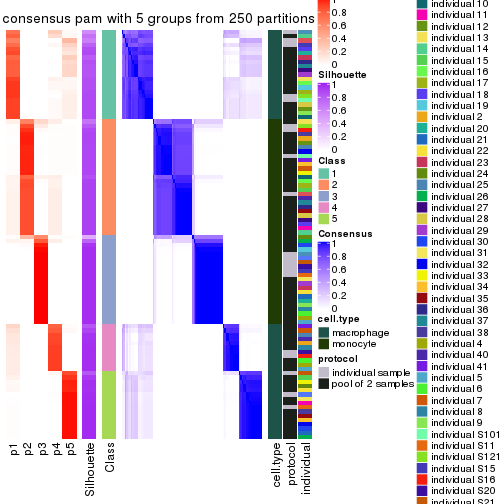 consensus pam with 5 groups from 250 partitions
p1
p2
p3
p4
p5
Silhouette
Class
cell.type
protocol
individual
0.8
0.6
0.4
0.2
0
Silhouette
1
0.8
0.6
0.4
0.2
0
Class
1
2
3
4
5
Consensus
1
0.8
0.6
0.4
0.2
0
cell.type
macrophage
monocyte
protocol
individual sample
pool of 2 samples
individual 10
individual 11
individual 12
individual 13
individual 14
individual 15
individual 16
individual 17
individual 18
individual 19
individual 2
individual 20
individual 21
individual 22
individual 23
individual 24
individual 25
individual 26
individual 27
individual 28
individual 29
individual 30
individual 31
individual 32
individual 33
individual 34
individual 35
individual 36
individual 37
individual 38
individual 4
individual 40
individual 41
individual 5
individual 6
individual 7
individual 8
individual 9
individual S101
individual S11
individual S121
individual S15
individual S16
individual S20
individual S21